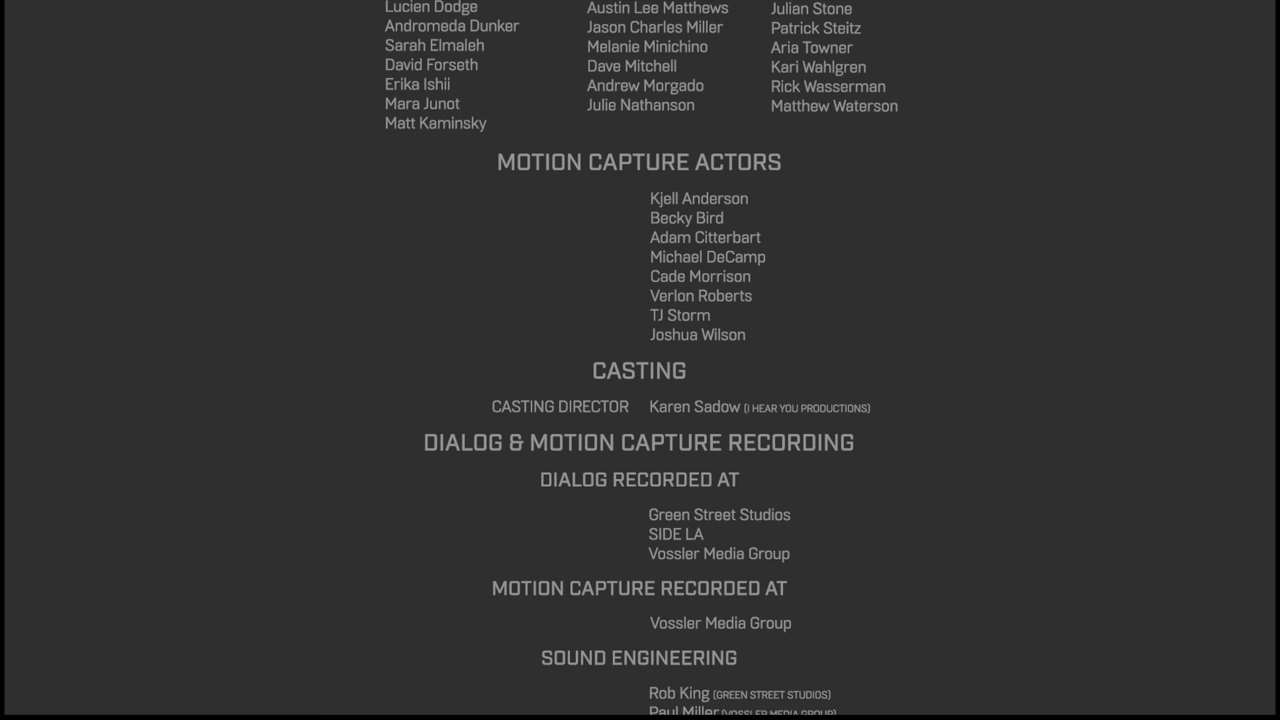 Lucien Dodge
Andromeda Dunker
Sarah Elmaleh
David Forseth
Erika Ishii
Mara Junot
Matt Kaminsky
Austin Lee Matthews
Jason Charles Miller
Melanie Minichino
Dave Mitchell
Andrew Morgado
Julie Nathanson
Julian Stone
Patrick Steitz
Aria Towner
Kari Wahlgren
Rick Wasserman
Matthew Waterson
MOTION CAPTURE ACTORS
Kjell Anderson
Becky Bird
Adam Citterbart
Michael DeCamp
Cade Morrison
Verlon Roberts
TJ Storm
Joshua Wilson
CASTING
CASTING DIRECTOR Karen Sadow (I HEAR YOU PRODUCTIONS)
DIALOG & MOTION CAPTURE RECORDING
DIALOG RECORDED AT
Green Street Studios
SIDE LA
Vossler Media Group
MOTION CAPTURE RECORDED AT
Vossler Media Group
SOUND ENGINEERING
Rob King (GREEN STREET STUDIOS)
Paul Miller (VOSSLER MEDIA GROUP)